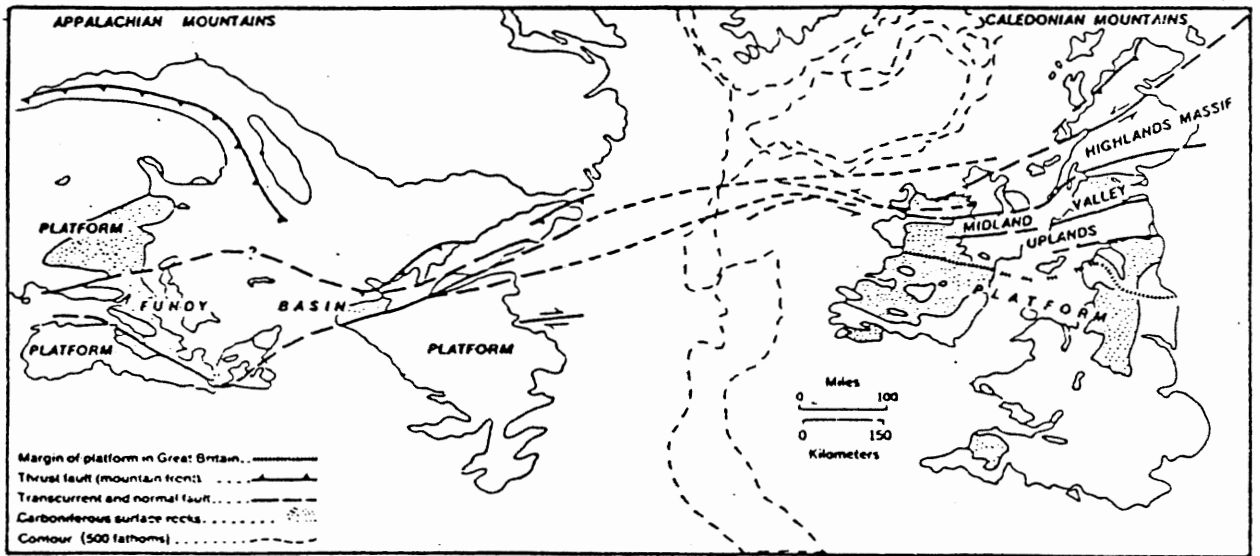 APPALACHIAN MOUNTAINS
CALEDONIAN MOUNTAINS
HIGHLANDS MASSIF
MIDLAND VALLEY
UPLANDS
PLATFORM
PLATFORM
?
FUNDY BASIN
PLATFORM
PLATFORM
Miles
0 100
0 150
Kilometers
Margin of platform in Great Britain
Thrust fault (mountain front)
Transcurrent and normal fault
Carboniferous surface rocks
Contour (500 fathoms)